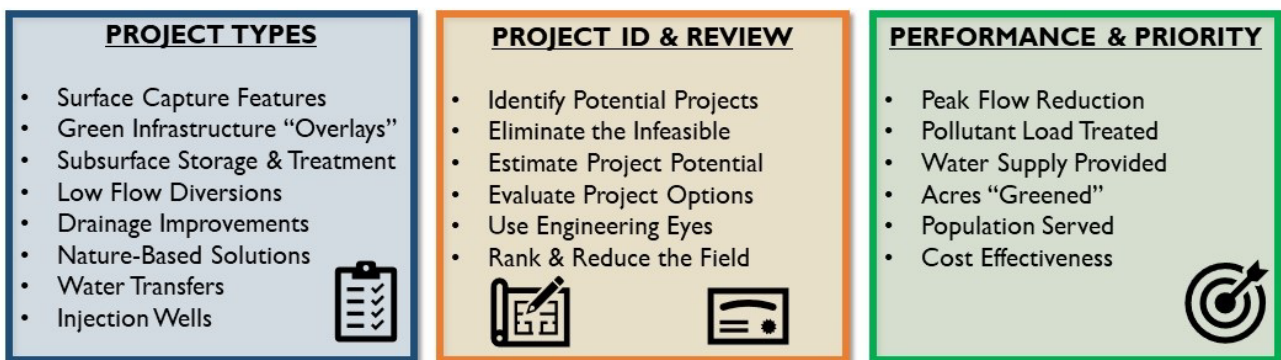 PROJECT TYPES
• Surface Capture Features
• Green Infrastructure “Overlays”
• Subsurface Storage & Treatment
• Low Flow Diversions
• Drainage Improvements
• Nature-Based Solutions
• Water Transfers
• Injection Wells
PROJECT ID & REVIEW
• Identify Potential Projects
• Eliminate the Infeasible
• Estimate Project Potential
• Evaluate Project Options
• Use Engineering Eyes
• Rank & Reduce the Field
PERFORMANCE & PRIORITY
• Peak Flow Reduction
• Pollutant Load Treated
• Water Supply Provided
• Acres “Greened”
• Population Served
• Cost Effectiveness